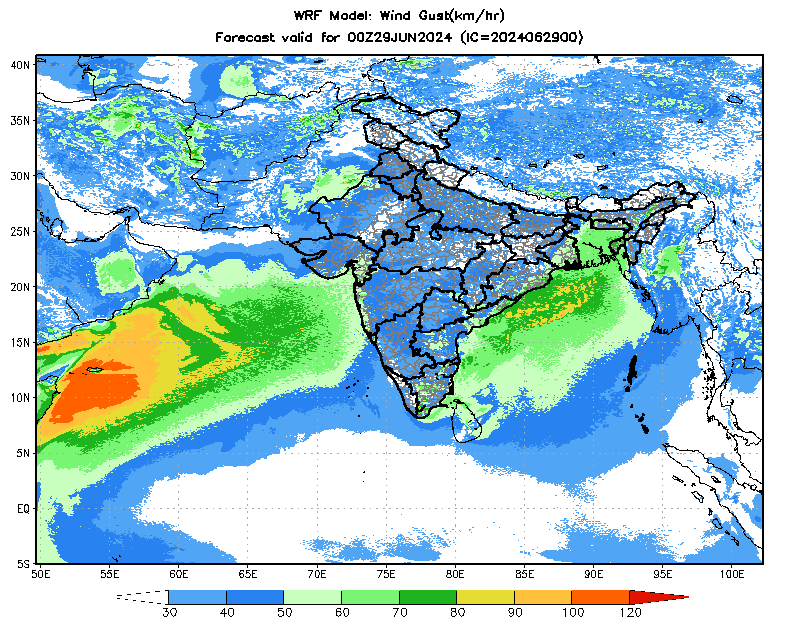 WRF Model: Wind Gust(km/hr)
Forecast valid for 00Z29JUN2024 (IC=2024062900)
40N
35N
30N
25N
20N
15N
10N
5N
EQ
5S
50E 55E 60E 65E 70E 75E 80E 85E 90E 95E 100E
30 40 50 60 70 80 90 100 120